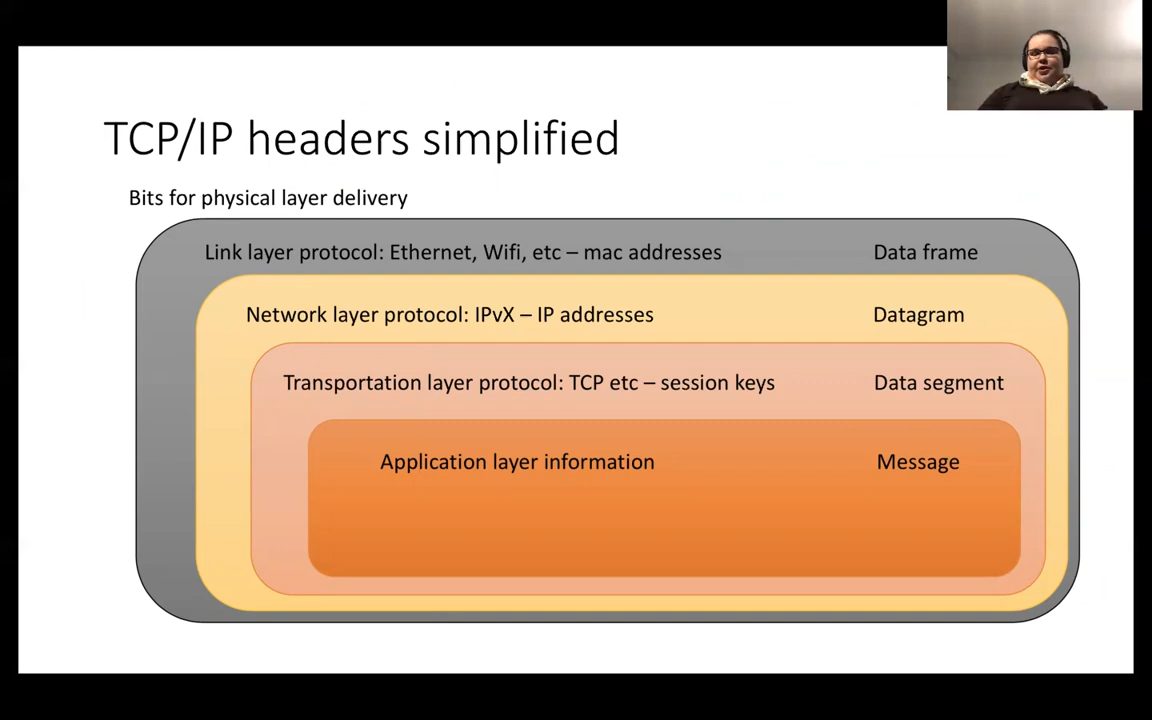 TCP/IP headers simplified
Bits for physical layer delivery
Link layer protocol: Ethernet, Wifi, etc – mac addresses Data frame
Network layer protocol: IPvX – IP addresses Datagram
Transportation layer protocol: TCP etc – session keys Data segment
Application layer information Message